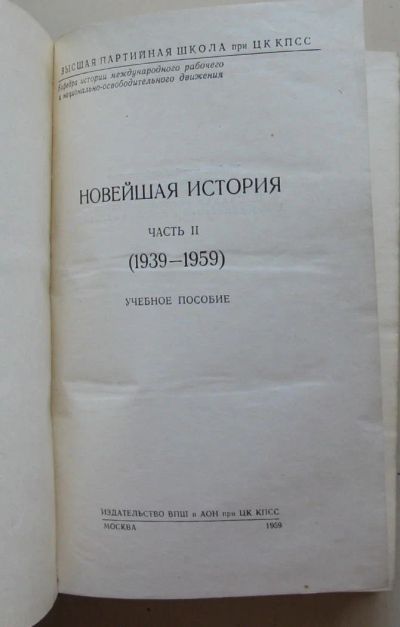 ВЫСШАЯ ПАРТИЙНАЯ ШКОЛА при ЦК КПСС
Кафедра истории международного рабочего
и национально-освободительного движения
НОВЕЙШАЯ ИСТОРИЯ
ЧАСТЬ II
(1939—1959)
УЧЕБНОЕ ПОСОБИЕ
ИЗДАТЕЛЬСТВО ВПШ и АОН при ЦК КПСС
МОСКВА 1959